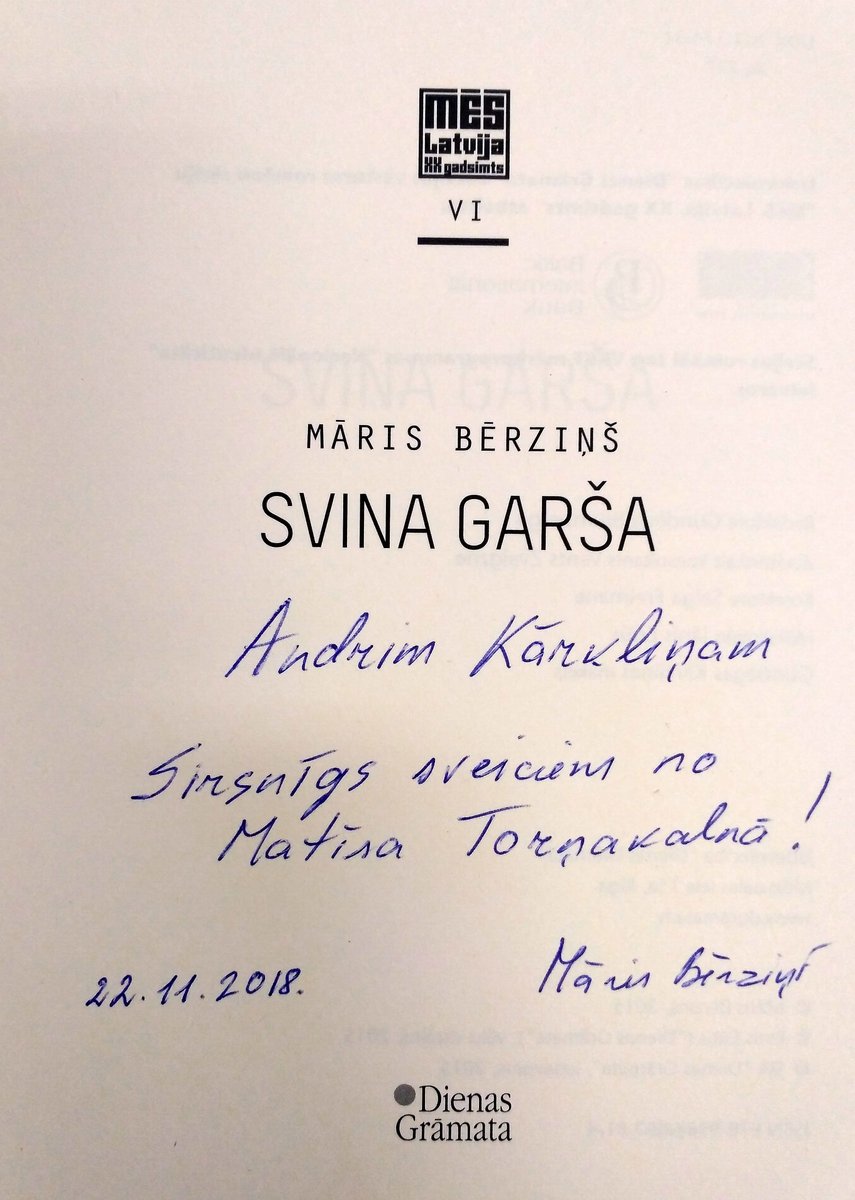 MĒS
Latvija
XX gadsimts
VI
MĀRIS BĒRZIŅŠ
SVINA GARŠA
Andrim Kārkliņam
Sirsnīgs sveiciens no
Matīsa Torņakalnā!
22.11.2018.
Māris Bērziņš
Dienas
Grāmata